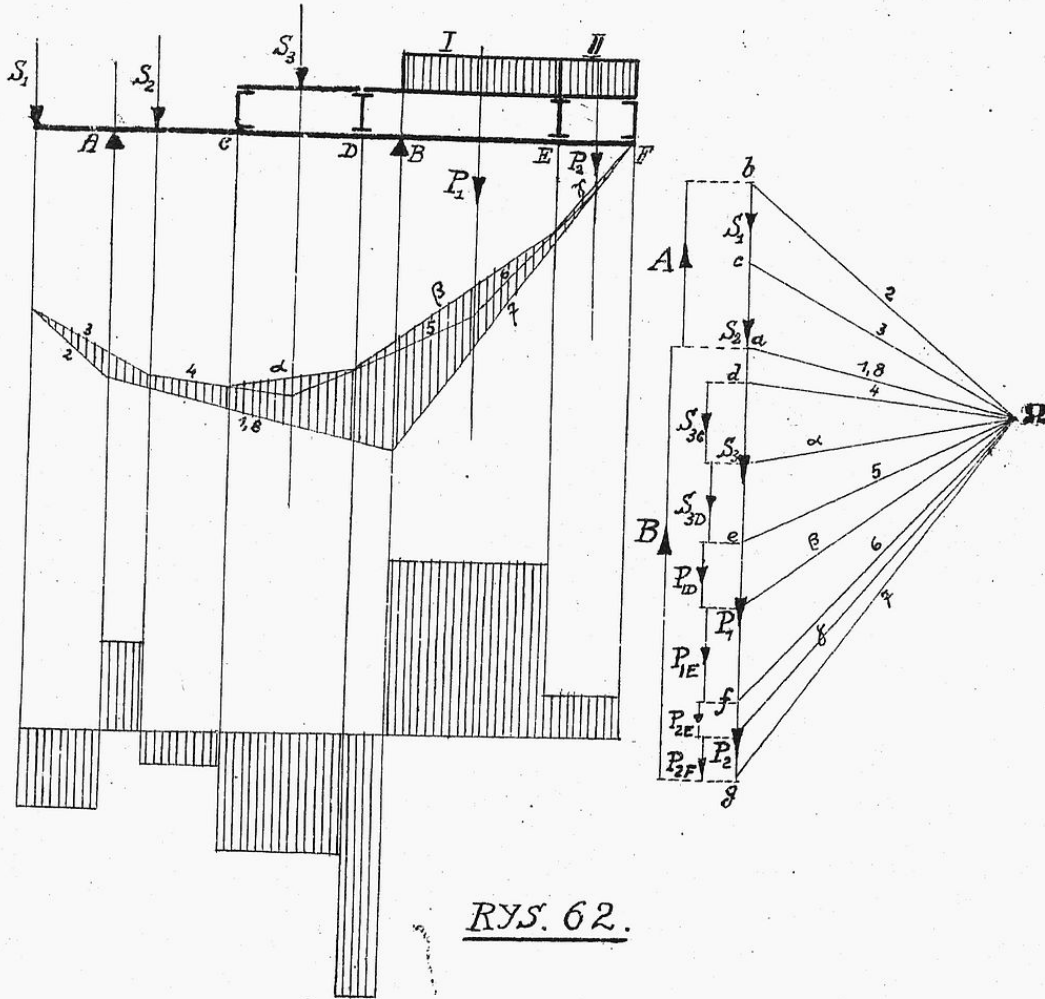 I II
S₁ S₂ S₃
A C D B E F
P₁ P₂
γ
β 6
5 7
3
2
4 α
1,8
b
S₁
A
c
2
3
S₂ a
1,8
d
4
Ω
S₃C
S₃
α
S₃D
5
B
e
β
6
P₁D
P₁
7
P₁E
γ
f
P₂E
P₂
P₂F
g
RYS. 62.